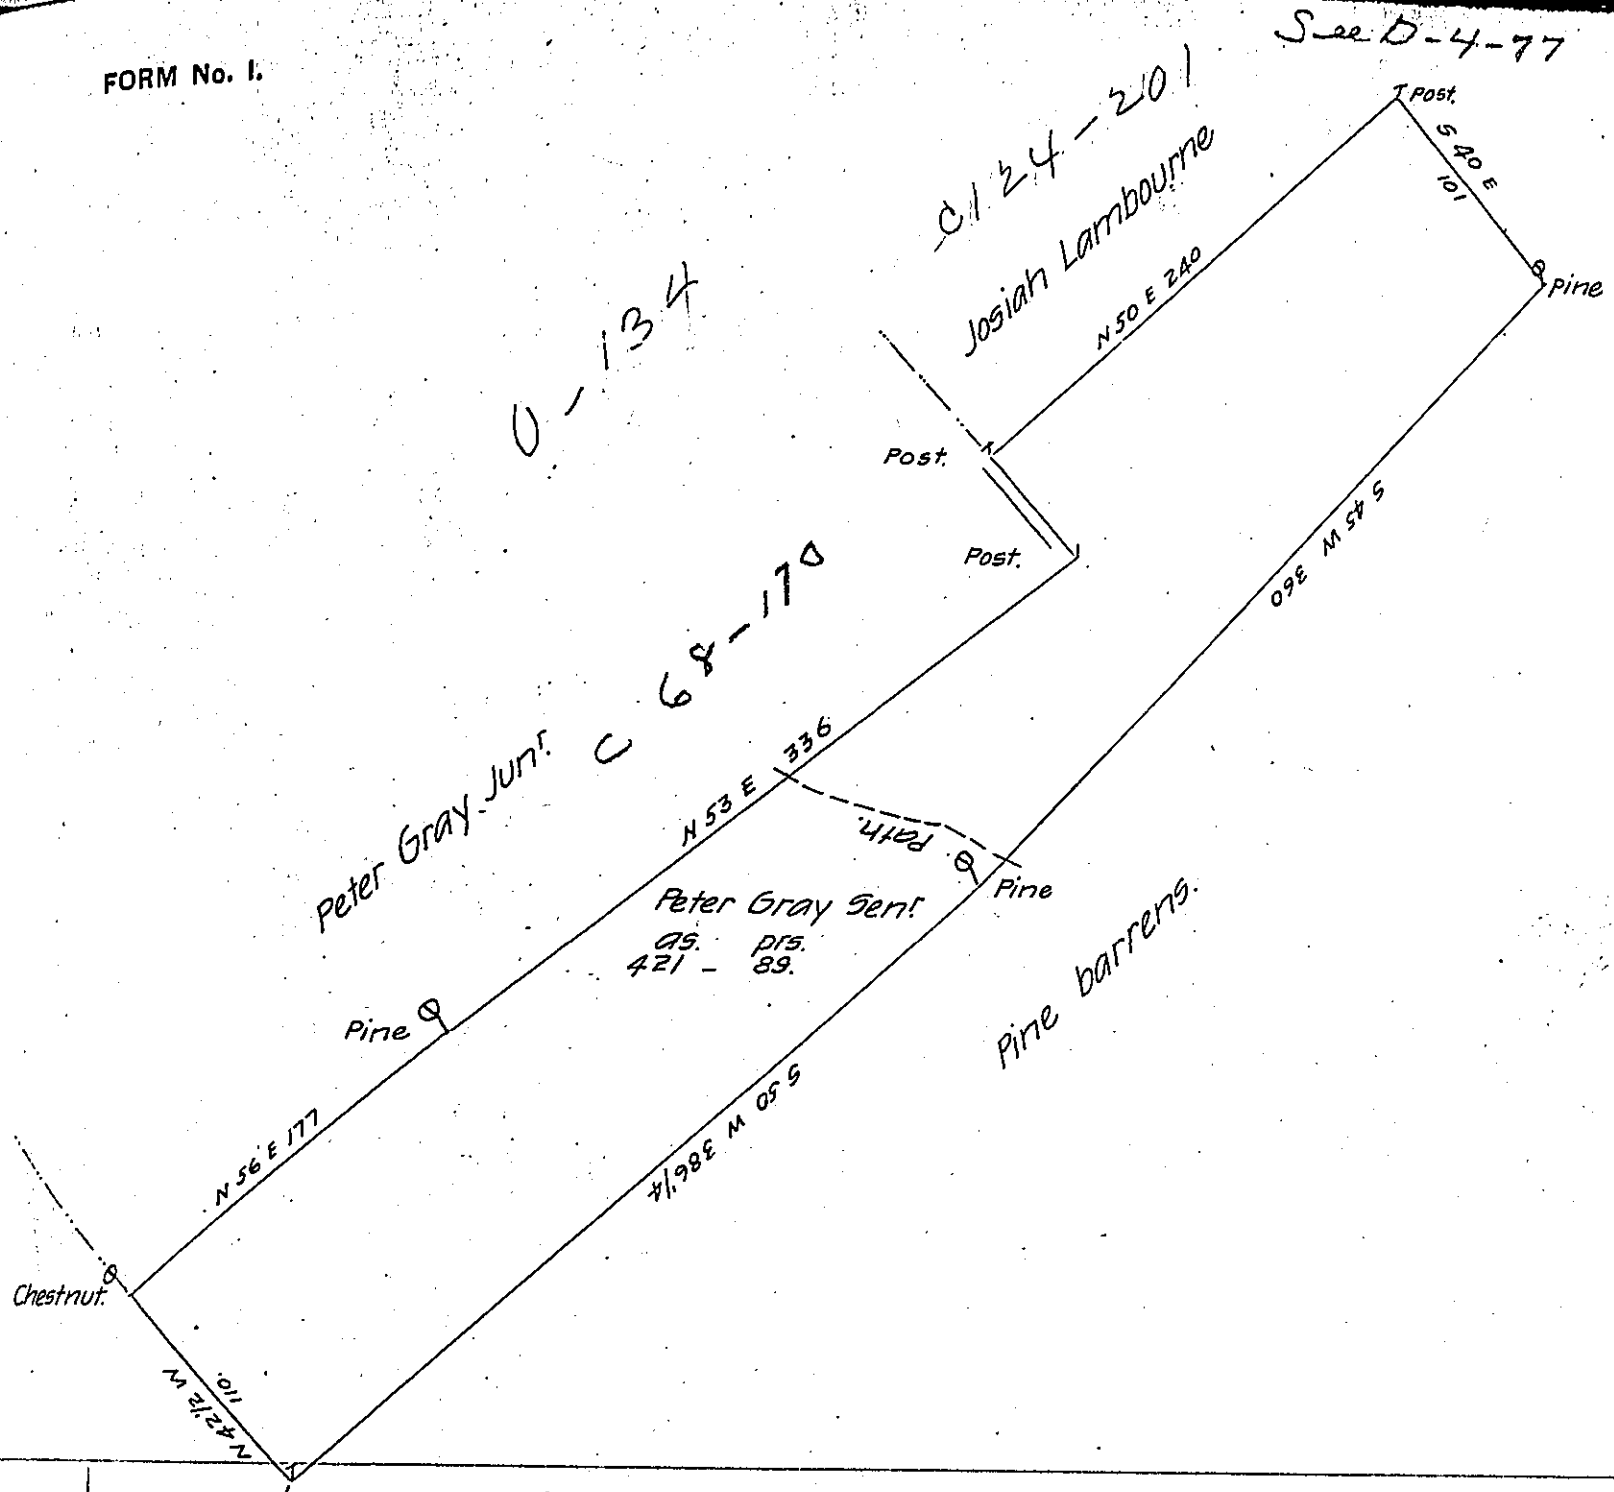 FORM No. 1.
See D-4-77
C124-201
Josiah Lambourne
Post.
S 40 E
101
Pine
N 50 E 240
U-134
Post.
Post.
S 45 W 360
C 68-170
Peter Gray Junr.
N 53 E 336
Path.
Pine
Peter Gray Senr.
as. prs.
421 - 89.
Pine barrens.
Pine
N 56 E 177
S 50 W 386 1/4
Chestnut.
N 42 1/2 W
110.